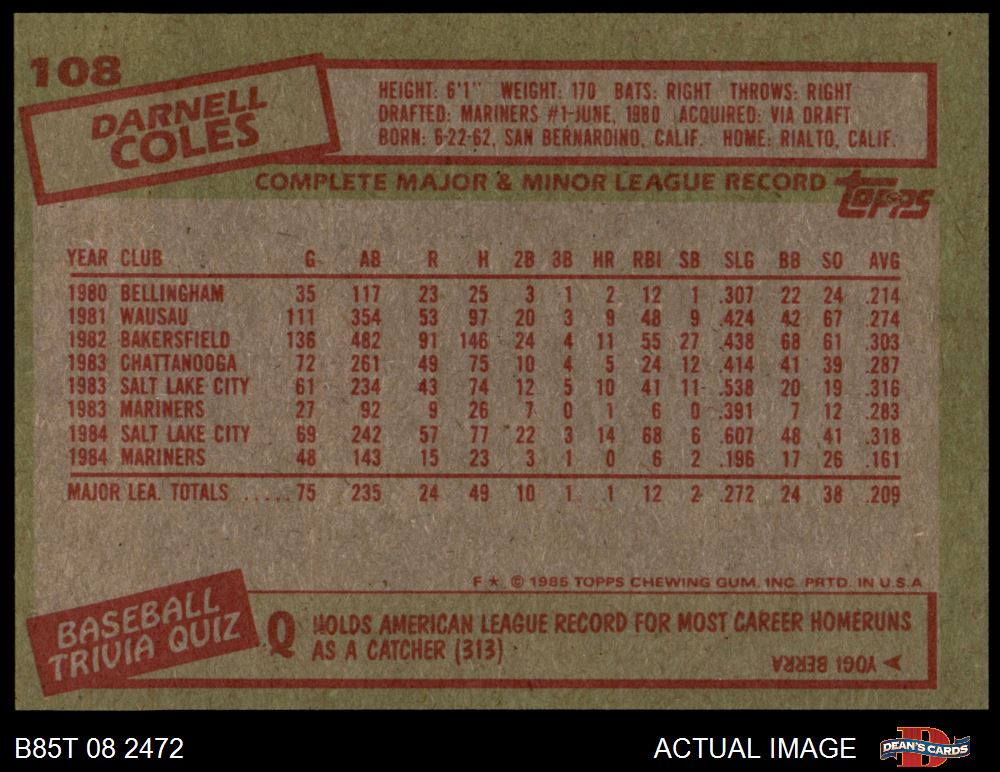 108
DARNELL
COLES
HEIGHT: 6'1" WEIGHT: 170 BATS: RIGHT THROWS: RIGHT
DRAFTED: MARINERS #1-JUNE, 1980 ACQUIRED: VIA DRAFT
BORN: 6-22-62, SAN BERNARDINO, CALIF. HOME: RIALTO, CALIF.
COMPLETE MAJOR & MINOR LEAGUE RECORD
TOPPS
YEAR CLUB G AB R H 2B 3B HR RBI SB SLG BB SO AVG
1980 BELLINGHAM 35 117 23 25 3 1 2 12 1 .307 22 24 .214
1981 WAUSAU 111 354 53 97 20 3 9 48 9 .424 42 67 .274
1982 BAKERSFIELD 136 482 91 146 24 4 11 55 27 .438 68 61 .303
1983 CHATTANOOGA 72 261 49 75 10 4 5 24 12 .414 41 39 .287
1983 SALT LAKE CITY 61 234 43 74 12 5 10 41 11 .538 20 19 .316
1983 MARINERS 27 92 9 26 7 0 1 6 0 .391 7 12 .283
1984 SALT LAKE CITY 69 242 57 77 22 3 14 68 6 .607 48 41 .318
1984 MARINERS 48 143 15 23 3 1 0 6 2 .196 17 26 .161
MAJOR LEA. TOTALS ..... 75 235 24 49 10 1 1 12 2 .272 24 38 .209
F ★ © 1985 TOPPS CHEWING GUM, INC. PRTD. IN U.S.A
BASEBALL
TRIVIA QUIZ
Q HOLDS AMERICAN LEAGUE RECORD FOR MOST CAREER HOMERUNS
AS A CATCHER (313)
YOGI BERRA
B85T 08 2472
ACTUAL IMAGE
D
DEAN'S CARDS